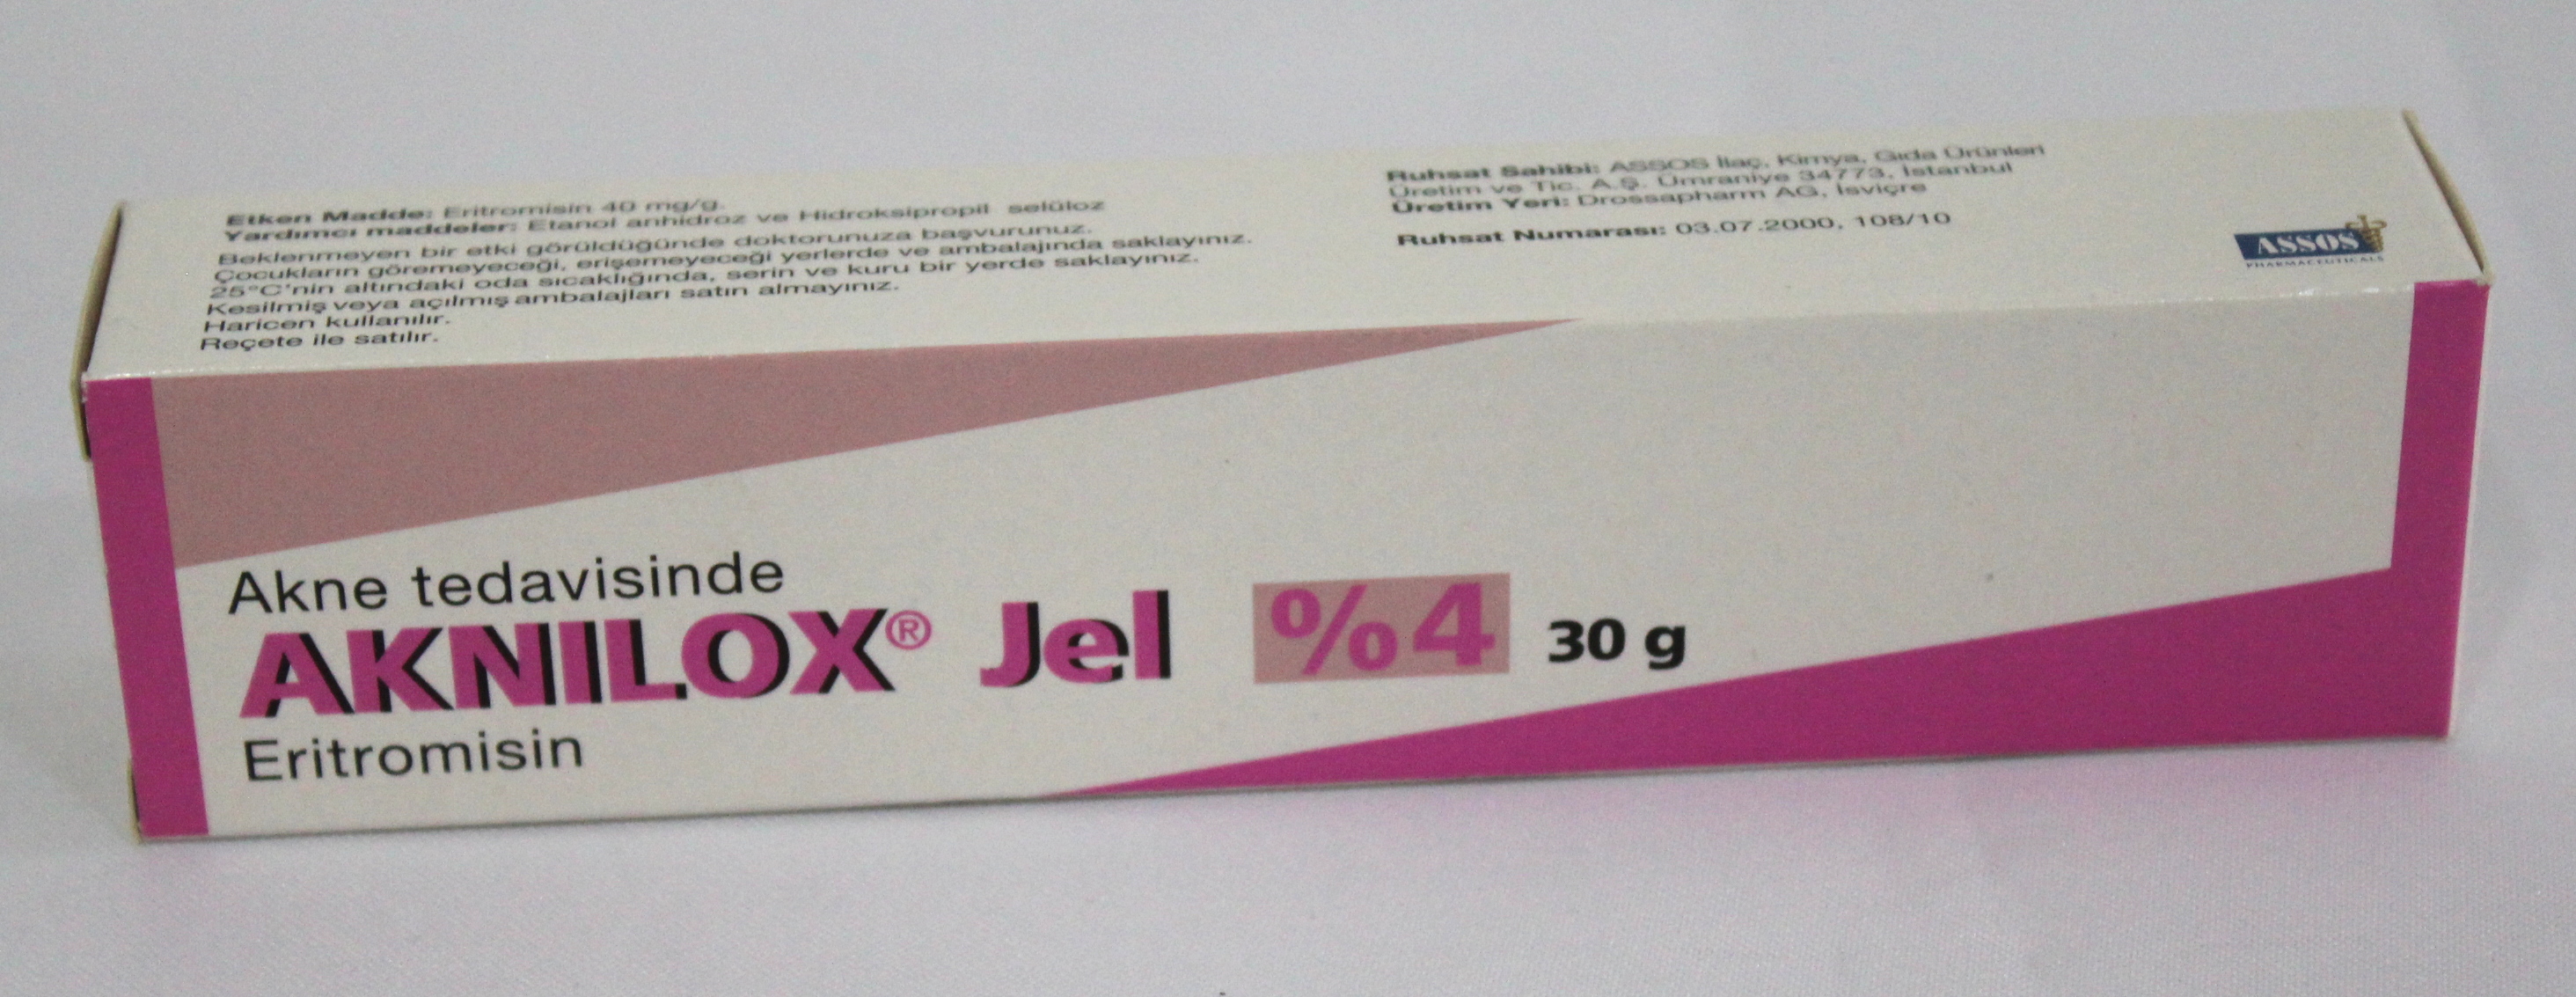 Etken Madde: Eritromisin 40 mg/g.
Yardımcı maddeler: Etanol anhidroz ve Hidroksipropil selüloz
Beklenmeyen bir etki görüldüğünde doktorunuza başvurunuz.
Çocukların göremeyeceği, erişemeyeceği yerlerde ve ambalajında saklayınız.
25°C'nin altındaki oda sıcaklığında, serin ve kuru bir yerde saklayınız.
Kesilmiş veya açılmış ambalajları satın almayınız.
Haricen kullanılır.
Reçete ile satılır.
Ruhsat Sahibi: ASSOS İlaç, Kimya, Gıda Ürünleri
Üretim ve Tic. A.Ş. Ümraniye 34773, İstanbul
Üretim Yeri: Drossapharm AG, İsviçre
Ruhsat Numarası: 03.07.2000, 108/10
ASSOS
PHARMACEUTICALS
Akne tedavisinde
AKNILOX® Jel %4 30 g
Eritromisin